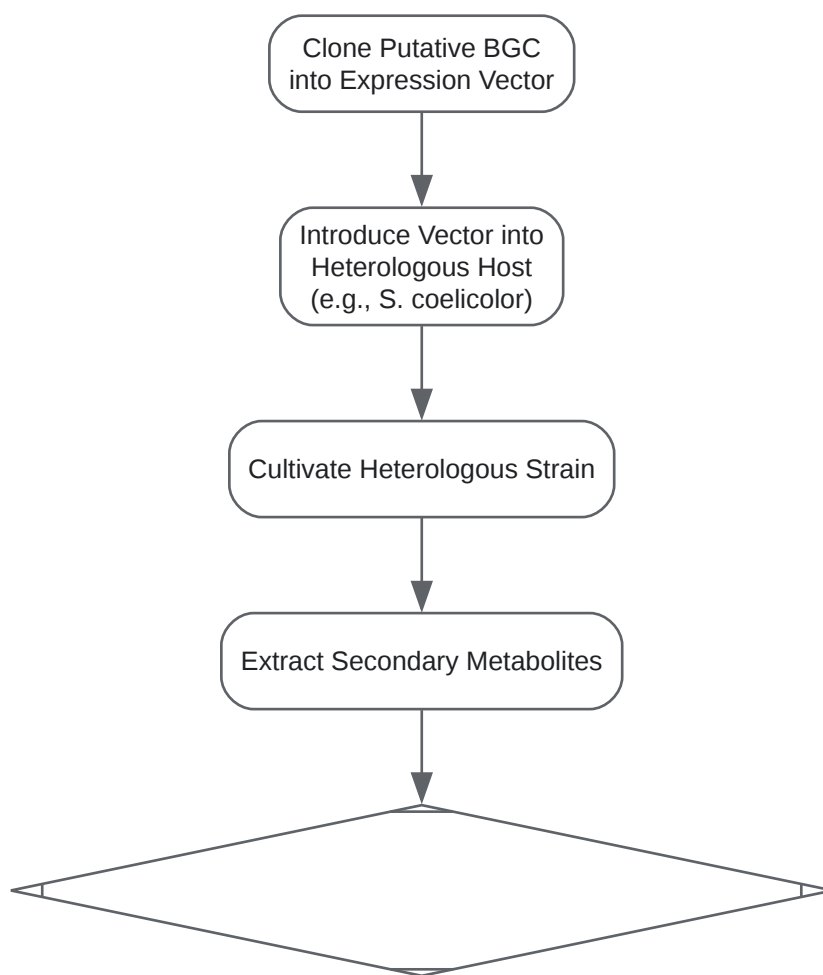 Clone Putative BGC
into Expression Vector
Introduce Vector into
Heterologous Host
(e.g., S. coelicolor)
Cultivate Heterologous Strain
Extract Secondary Metabolites